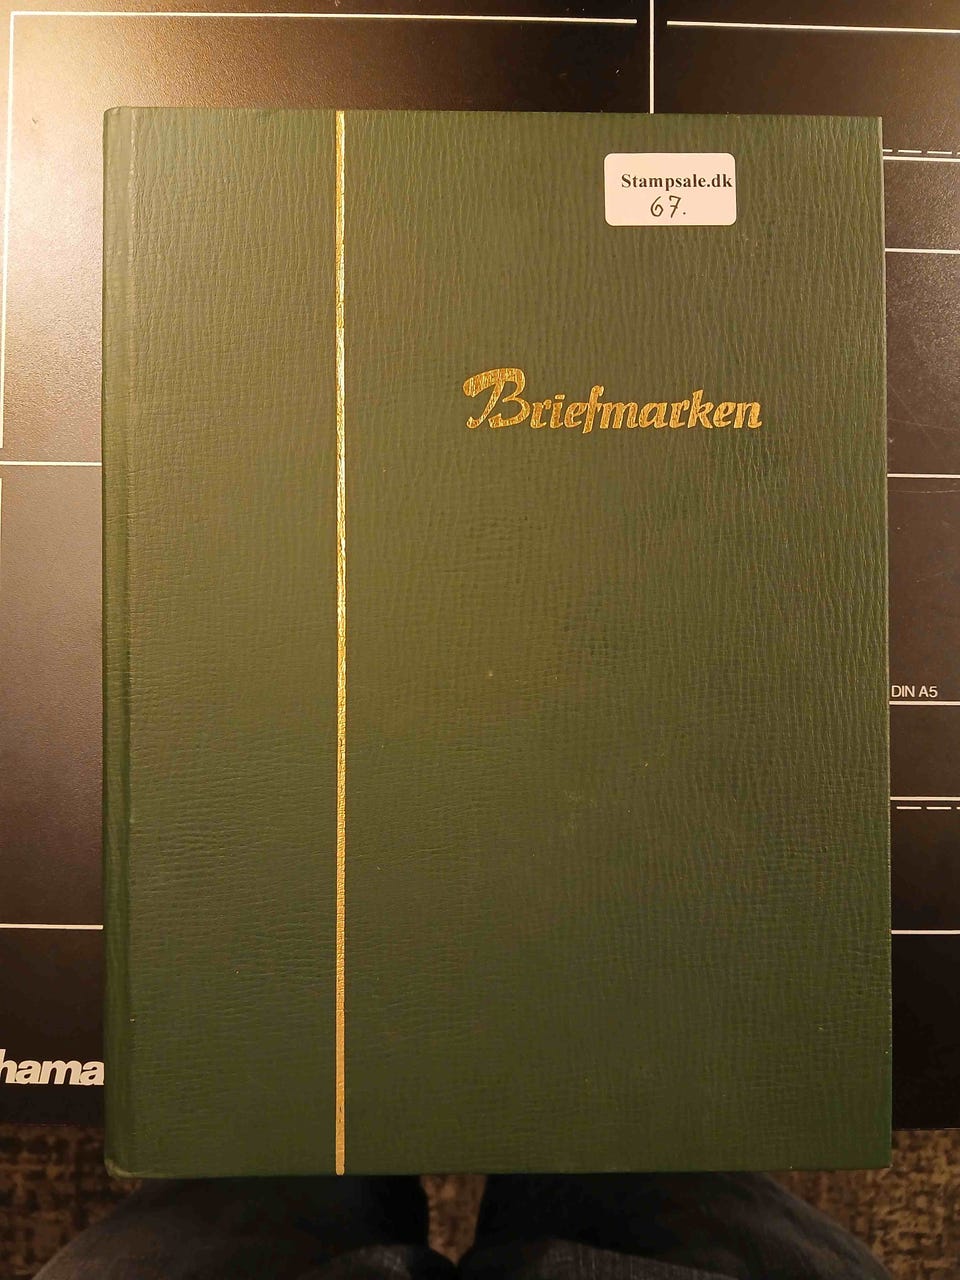 Stampsale.dk
67.
Briefmarken
DIN A5
hama